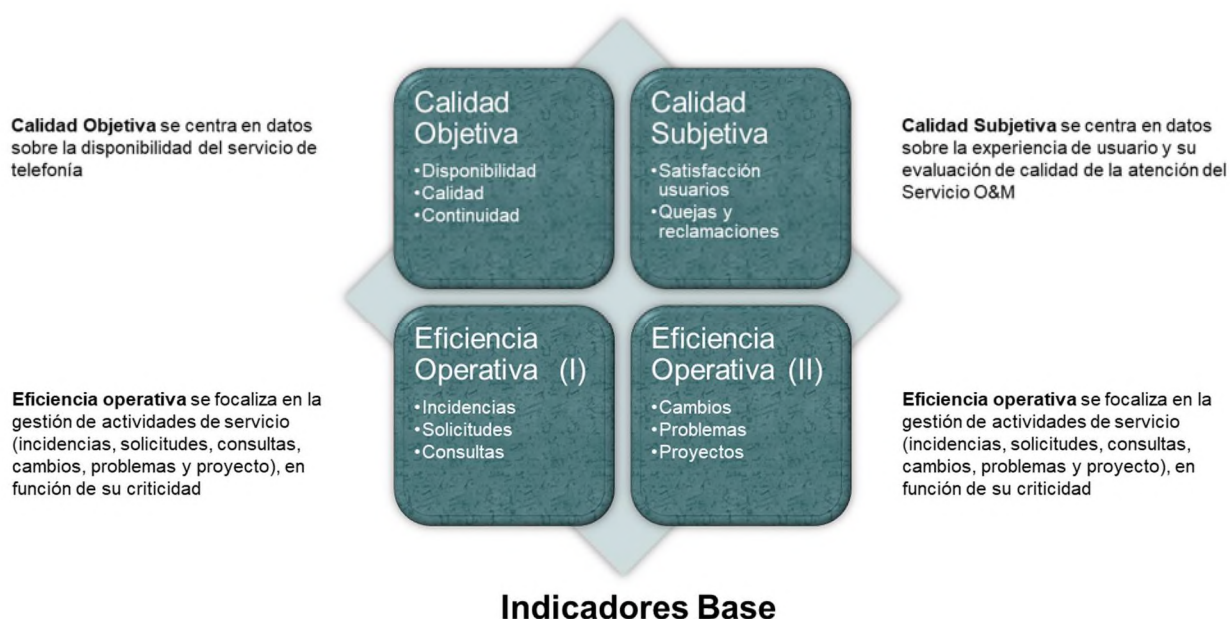 Calidad Objetiva se centra en datos
sobre la disponibilidad del servicio de
telefonía
Calidad
Objetiva
•Disponibilidad
•Calidad
•Continuidad
Calidad
Subjetiva
•Satisfacción
usuarios
•Quejas y
reclamaciones
Calidad Subjetiva se centra en datos
sobre la experiencia de usuario y su
evaluación de calidad de la atención del
Servicio O&M
Eficiencia operativa se focaliza en la
gestión de actividades de servicio
(incidencias, solicitudes, consultas,
cambios, problemas y proyecto), en
función de su criticidad
Eficiencia
Operativa (I)
•Incidencias
•Solicitudes
•Consultas
Eficiencia
Operativa (II)
•Cambios
•Problemas
•Proyectos
Eficiencia operativa se focaliza en la
gestión de actividades de servicio
(incidencias, solicitudes, consultas,
cambios, problemas y proyecto), en
función de su criticidad
Indicadores Base